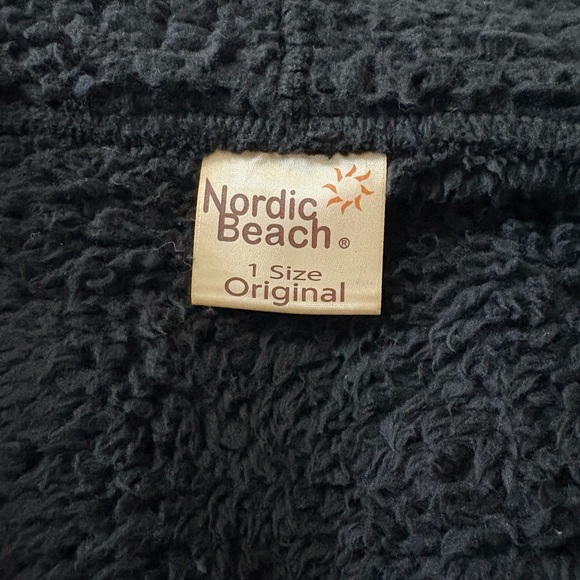 Nordic
Beach ®
1 Size
Original